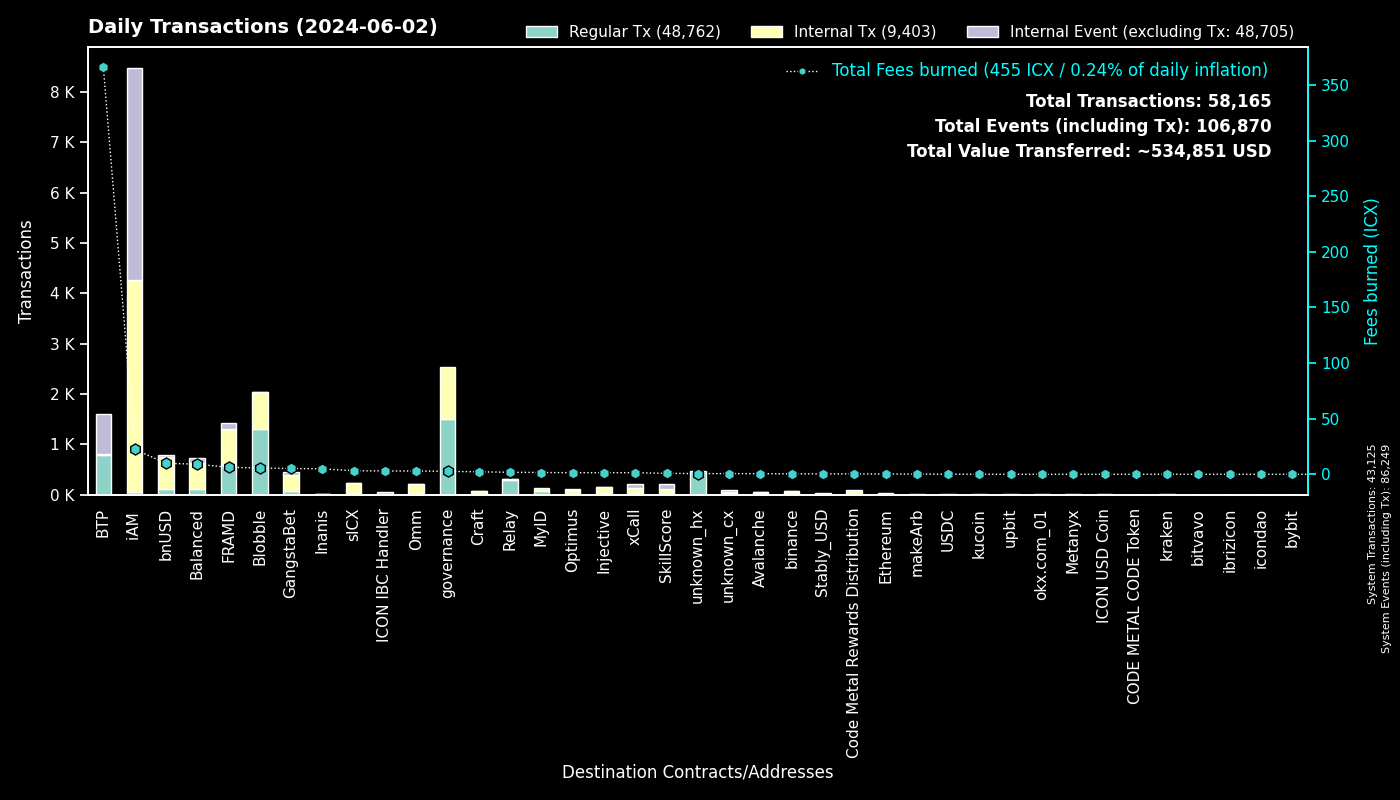 Daily Transactions (2024-06-02)
Regular Tx (48,762)
Internal Tx (9,403)
Internal Event (excluding Tx: 48,705)
Total Fees burned (455 ICX / 0.24% of daily inflation)
Total Transactions: 58,165
Total Events (including Tx): 106,870
Total Value Transferred: ~534,851 USD
Transactions
8 K
7 K
6 K
5 K
4 K
3 K
2 K
1 K
0 K
350
300
250
200
150
100
50
0
Fees burned (ICX)
BTP
iAM
bnUSD
Balanced
FRAMD
Blobble
GangstaBet
Inanis
sICX
ICON IBC Handler
Omm
governance
Craft
Relay
MyID
Optimus
Injective
xCall
SkillScore
unknown_hx
unknown_cx
Avalanche
binance
Stably_USD
Code Metal Rewards Distribution
Ethereum
makeArb
USDC
kucoin
upbit
okx.com_01
Metanyx
ICON USD Coin
CODE METAL CODE Token
kraken
bitvavo
ibrizicon
icondao
bybit
Destination Contracts/Addresses
System Transactions: 43,125
System Events (including Tx): 86,249